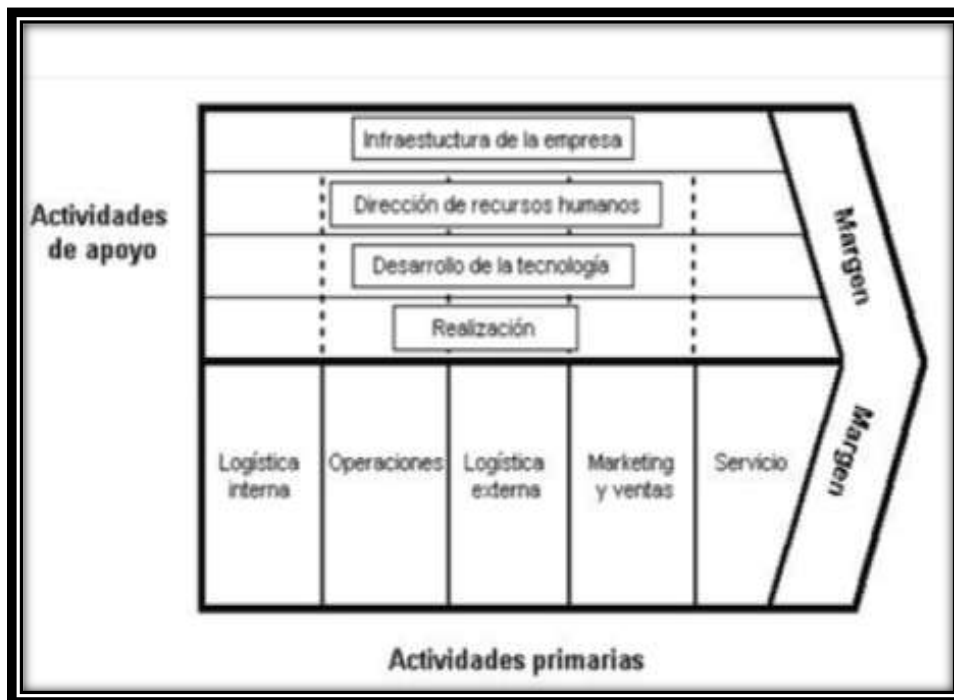 Infraestuctura de la empresa
Actividades
de apoyo
Dirección de recursos humanos
Desarrollo de la tecnología
Realización
Margen
Logística
interna
Operaciones
Logística
externa
Marketing
y ventas
Servicio
Margen
Actividades primarias